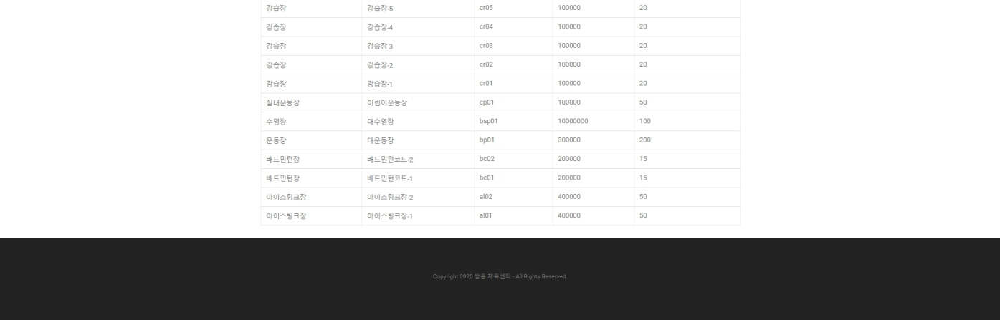 강습장 강습장-5 cr05 100000 20
강습장 강습장-4 cr04 100000 20
강습장 강습장-3 cr03 100000 20
강습장 강습장-2 cr02 100000 20
강습장 강습장-1 cr01 100000 20
실내운동장 어린이운동장 cp01 100000 50
수영장 대수영장 bsp01 10000000 100
운동장 대운동장 bp01 300000 200
배드민턴장 배드민턴코드-2 bc02 200000 15
배드민턴장 배드민턴코드-1 bc01 200000 15
아이스링크장 아이스링크장-2 al02 400000 50
아이스링크장 아이스링크장-1 al01 400000 50
Copyright 2020 쌍용 체육센터 - All Rights Reserved.